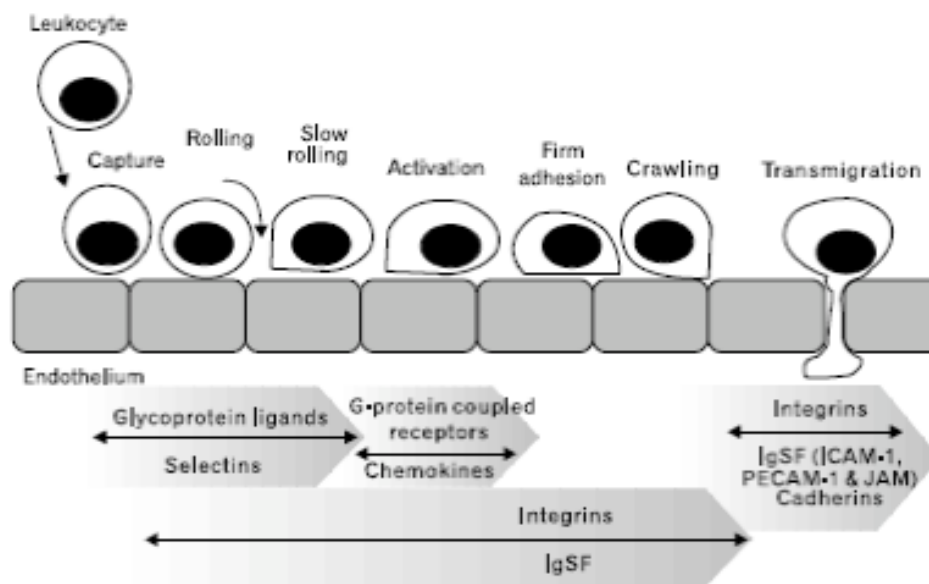 Leukocyte
Capture
Rolling
Slow
rolling
Activation
Firm
adhesion
Crawling
Transmigration
Endothelium
Glycoprotein ligands
Selectins
G-protein coupled
receptors
Chemokines
Integrins
IgSF
Integrins
IgSF (ICAM-1,
PECAM-1 & JAM)
Cadherins